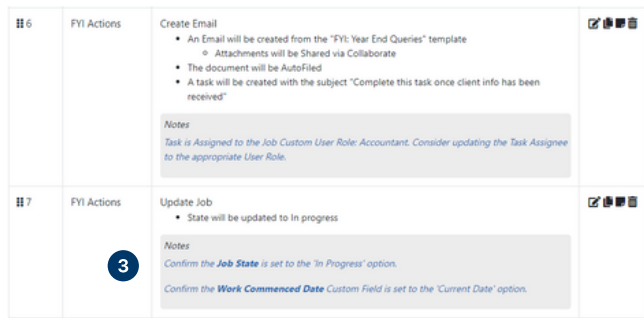 6 FYI Actions Create Email
An Email will be created from the "FYI: Year End Queries" template
Attachments will be Shared via Collaborate
The document will be AutoFiled
A task will be created with the subject "Complete this task once client info has been
received"
Notes
Task is Assigned to the Job Custom User Role: Accountant. Consider updating the Task Assignee
to the appropriate User Role.
7 FYI Actions Update Job
State will be updated to In progress
Notes
3
Confirm the Job State is set to the 'In Progress' option.
Confirm the Work Commenced Date Custom Field is set to the 'Current Date' option.